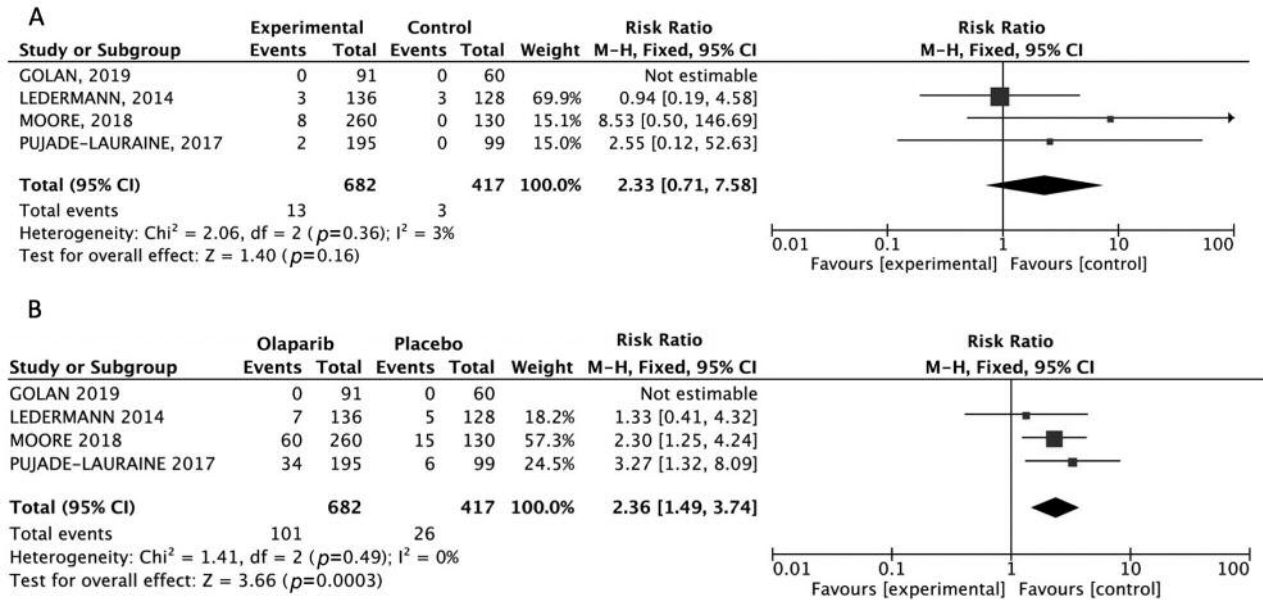 A
Experimental Control Risk Ratio Risk Ratio
Study or Subgroup Events Total Events Total Weight M-H, Fixed, 95% CI M-H, Fixed, 95% CI
GOLAN, 2019 0 91 0 60 Not estimable
LEDERMANN, 2014 3 136 3 128 69.9% 0.94 [0.19, 4.58]
MOORE, 2018 8 260 0 130 15.1% 8.53 [0.50, 146.69]
PUJADE-LAURAINE, 2017 2 195 0 99 15.0% 2.55 [0.12, 52.63]
Total (95% CI) 682 417 100.0% 2.33 [0.71, 7.58]
Total events 13 3
Heterogeneity: Chi² = 2.06, df = 2 (p=0.36); I² = 3%
Test for overall effect: Z = 1.40 (p=0.16)
0.01 0.1 1 10 100
Favours [experimental] Favours [control]
B
Olaparib Placebo Risk Ratio Risk Ratio
Study or Subgroup Events Total Events Total Weight M-H, Fixed, 95% CI M-H, Fixed, 95% CI
GOLAN 2019 0 91 0 60 Not estimable
LEDERMANN 2014 7 136 5 128 18.2% 1.33 [0.41, 4.32]
MOORE 2018 60 260 15 130 57.3% 2.30 [1.25, 4.24]
PUJADE-LAURAINE 2017 34 195 6 99 24.5% 3.27 [1.32, 8.09]
Total (95% CI) 682 417 100.0% 2.36 [1.49, 3.74]
Total events 101 26
Heterogeneity: Chi² = 1.41, df = 2 (p=0.49); I² = 0%
Test for overall effect: Z = 3.66 (p=0.0003)
0.01 0.1 1 10 100
Favours [experimental] Favours [control]